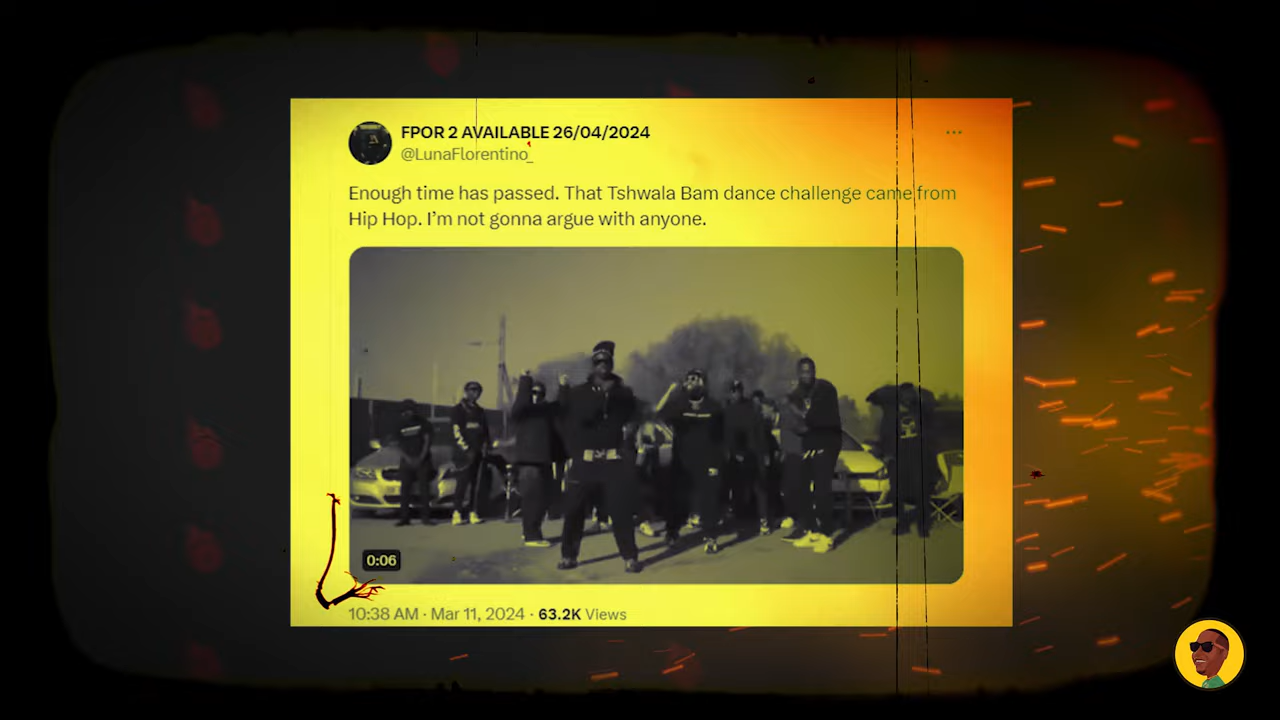 FPOR 2 AVAILABLE 26/04/2024
@LunaFlorentino_
Enough time has passed. That Tshwala Bam dance challenge came from
Hip Hop. I’m not gonna argue with anyone.
0:06
10:38 AM · Mar 11, 2024 · 63.2K Views